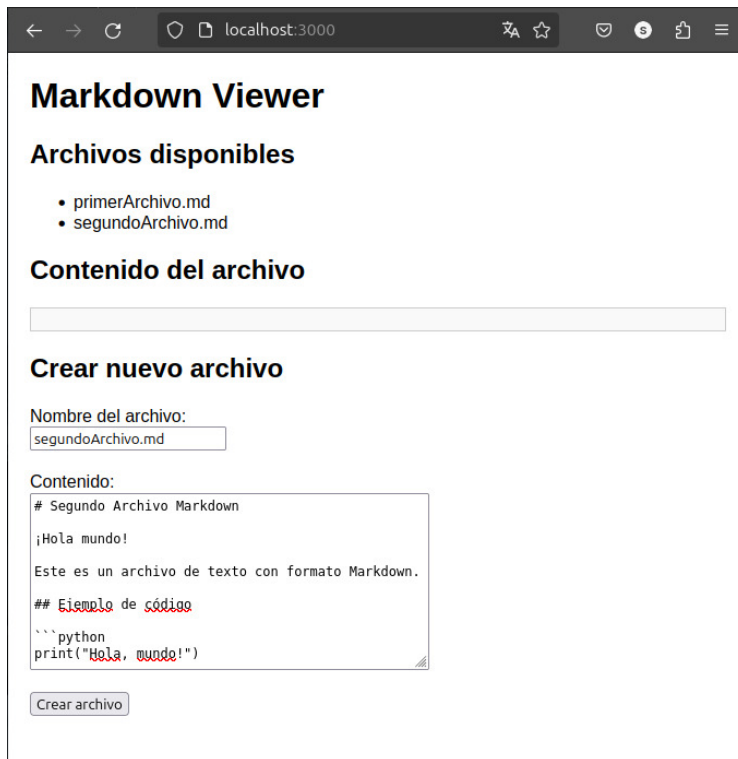 localhost:3000
S
Markdown Viewer
Archivos disponibles
• primerArchivo.md
• segundoArchivo.md
Contenido del archivo
Crear nuevo archivo
Nombre del archivo:
segundoArchivo.md
Contenido:
# Segundo Archivo Markdown
¡Hola mundo!
Este es un archivo de texto con formato Markdown.
## Ejemplo de código
```python
print("Hola, mundo!")
Crear archivo